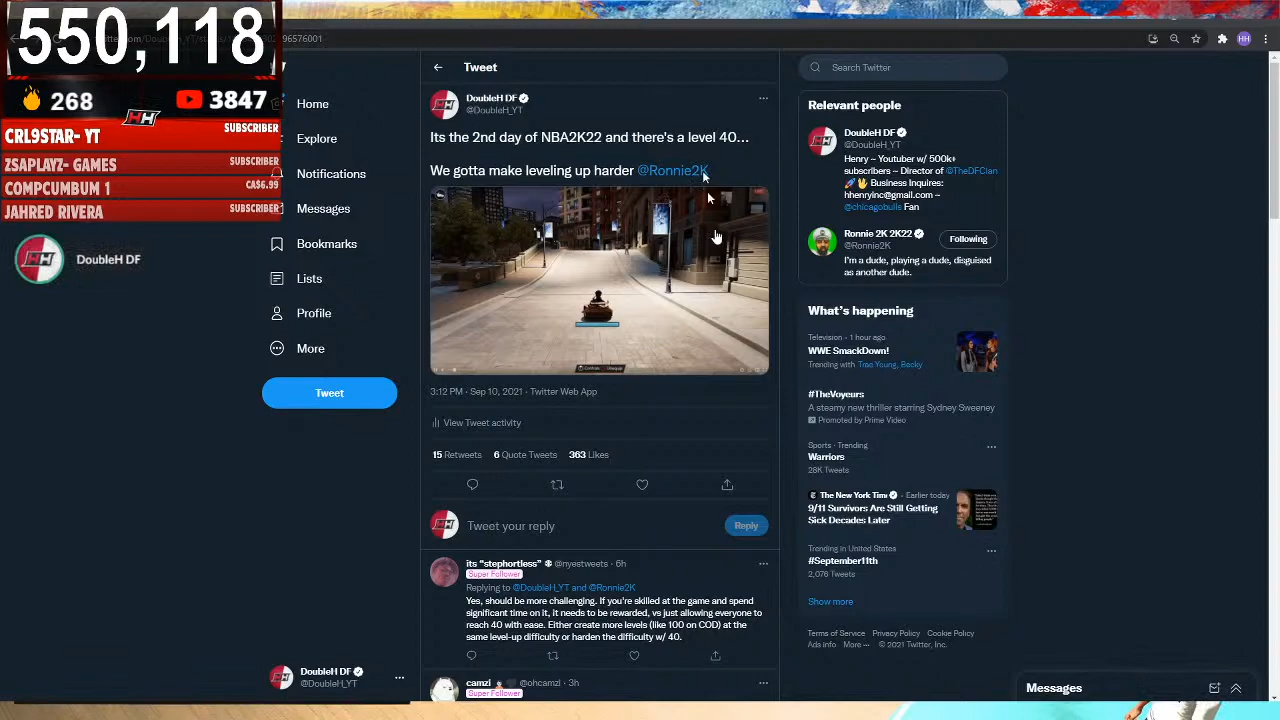 550,118
268
3847
HH
CRL9STAR- YT SUBSCRIBER
ZSAPLAYZ- GAMES SUBSCRIBER
COMPCUMBUM 1 CA$6.99
JAHRED RIVERA SUBSCRIBER
HH DoubleH DF
96576001
HH
Home
Explore
Notifications
Messages
Bookmarks
Lists
Profile
More
Tweet
DoubleH DF
@DoubleH_YT
Tweet
DoubleH DF
@DoubleH_YT
Its the 2nd day of NBA2K22 and there's a level 40...
We gotta make leveling up harder @Ronnie2K
3:12 PM · Sep 10, 2021 · Twitter Web App
View Tweet activity
15 Retweets 6 Quote Tweets 363 Likes
Tweet your reply
Reply
its "stephortless" @nyestweets · 6h
Super Follower
Replying to @DoubleH_YT and @Ronnie2K
Yes, should be more challenging. If you're skilled at the game and spend
significant time on it, it needs to be rewarded, vs just allowing everyone to
reach 40 with ease. Either create more levels (like 100 on COD) at the
same level-up difficulty or harden the difficulty w/ 40.
camzi @ohcamzi · 3h
Super Follower
Search Twitter
Relevant people
DoubleH DF
@DoubleH_YT
Henry ~ Youtuber w/ 500k+
subscribers ~ Director of @TheDFClan
Business Inquires:
hhenryinc@gmail.com ~
@chicagobulls Fan
Ronnie 2K 2K22
@Ronnie2K
Following
I'm a dude, playing a dude, disguised
as another dude.
What's happening
Television · 1 hour ago
WWE SmackDown!
Trending with Trae Young, Becky
#TheVoyeurs
A steamy new thriller starring Sydney Sweeney
Promoted by Prime Video
Sports · Trending
Warriors
28K Tweets
The New York Times · Earlier today
9/11 Survivors Are Still Getting
Sick Decades Later
Trending in United States
#September11th
2,076 Tweets
Show more
Terms of Service Privacy Policy Cookie Policy
Ads info More ··· © 2021 Twitter, Inc.
Messages